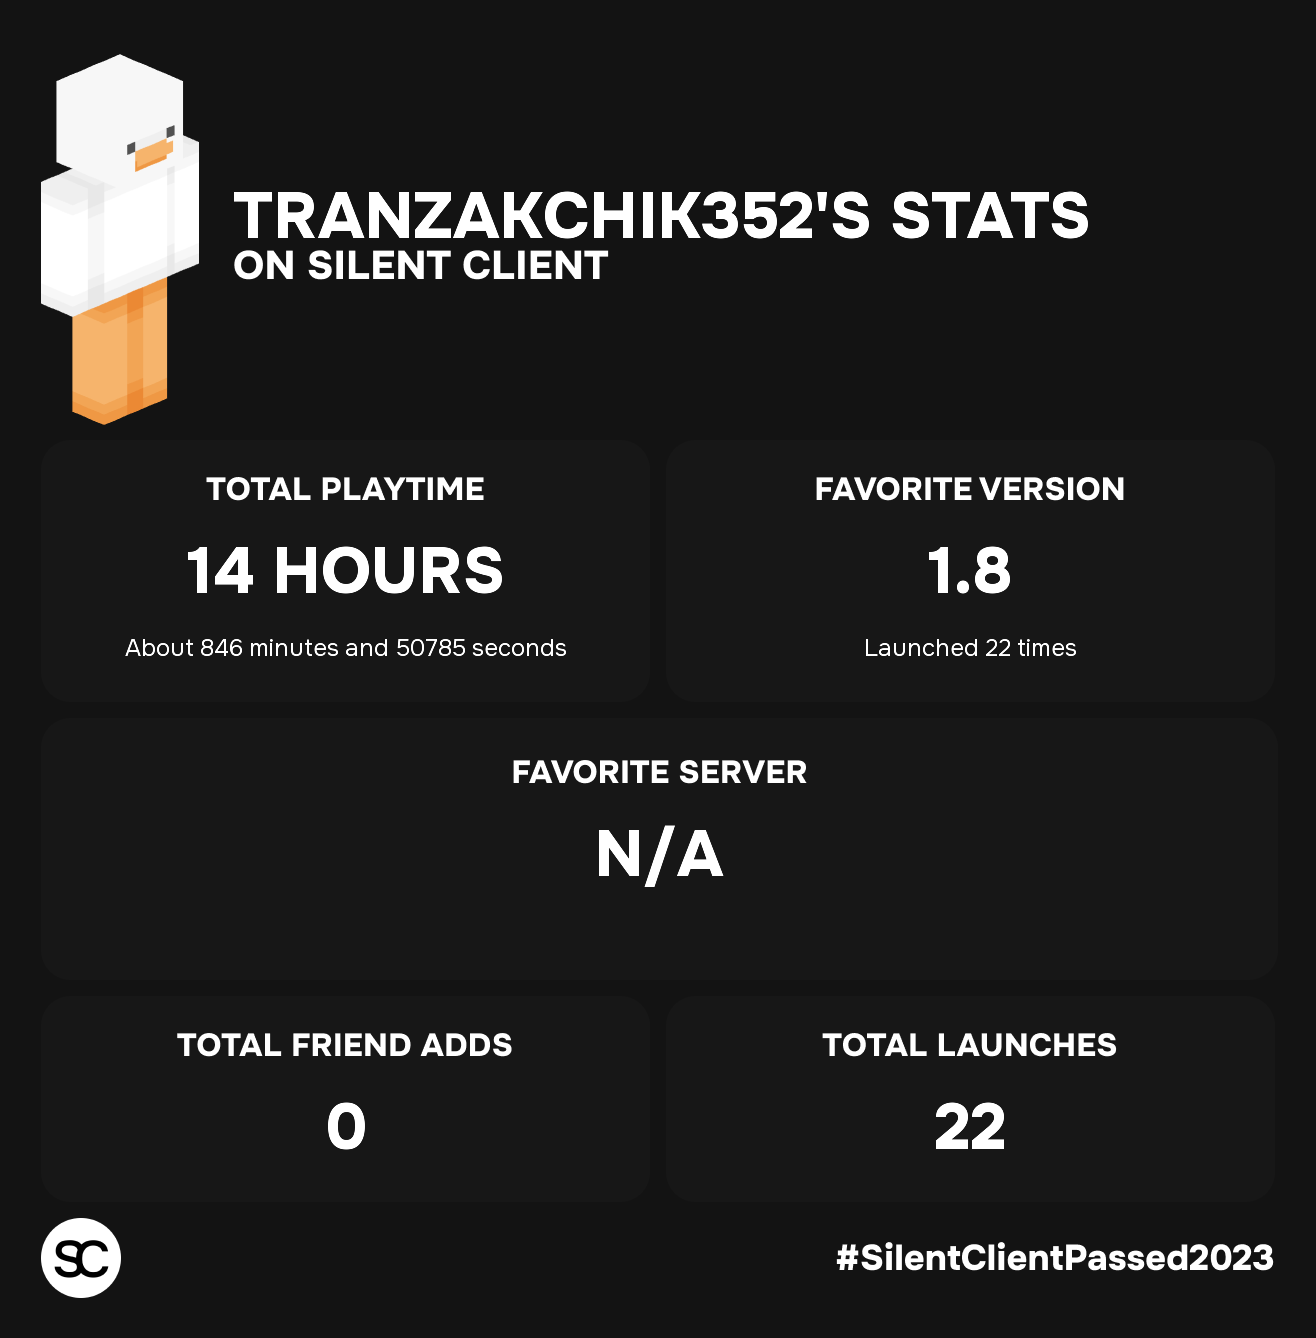 TRANZAKCHIK352'S STATS
ON SILENT CLIENT
TOTAL PLAYTIME
14 HOURS
About 846 minutes and 50785 seconds
FAVORITE VERSION
1.8
Launched 22 times
FAVORITE SERVER
N/A
TOTAL FRIEND ADDS
0
TOTAL LAUNCHES
22
SC
#SilentClientPassed2023